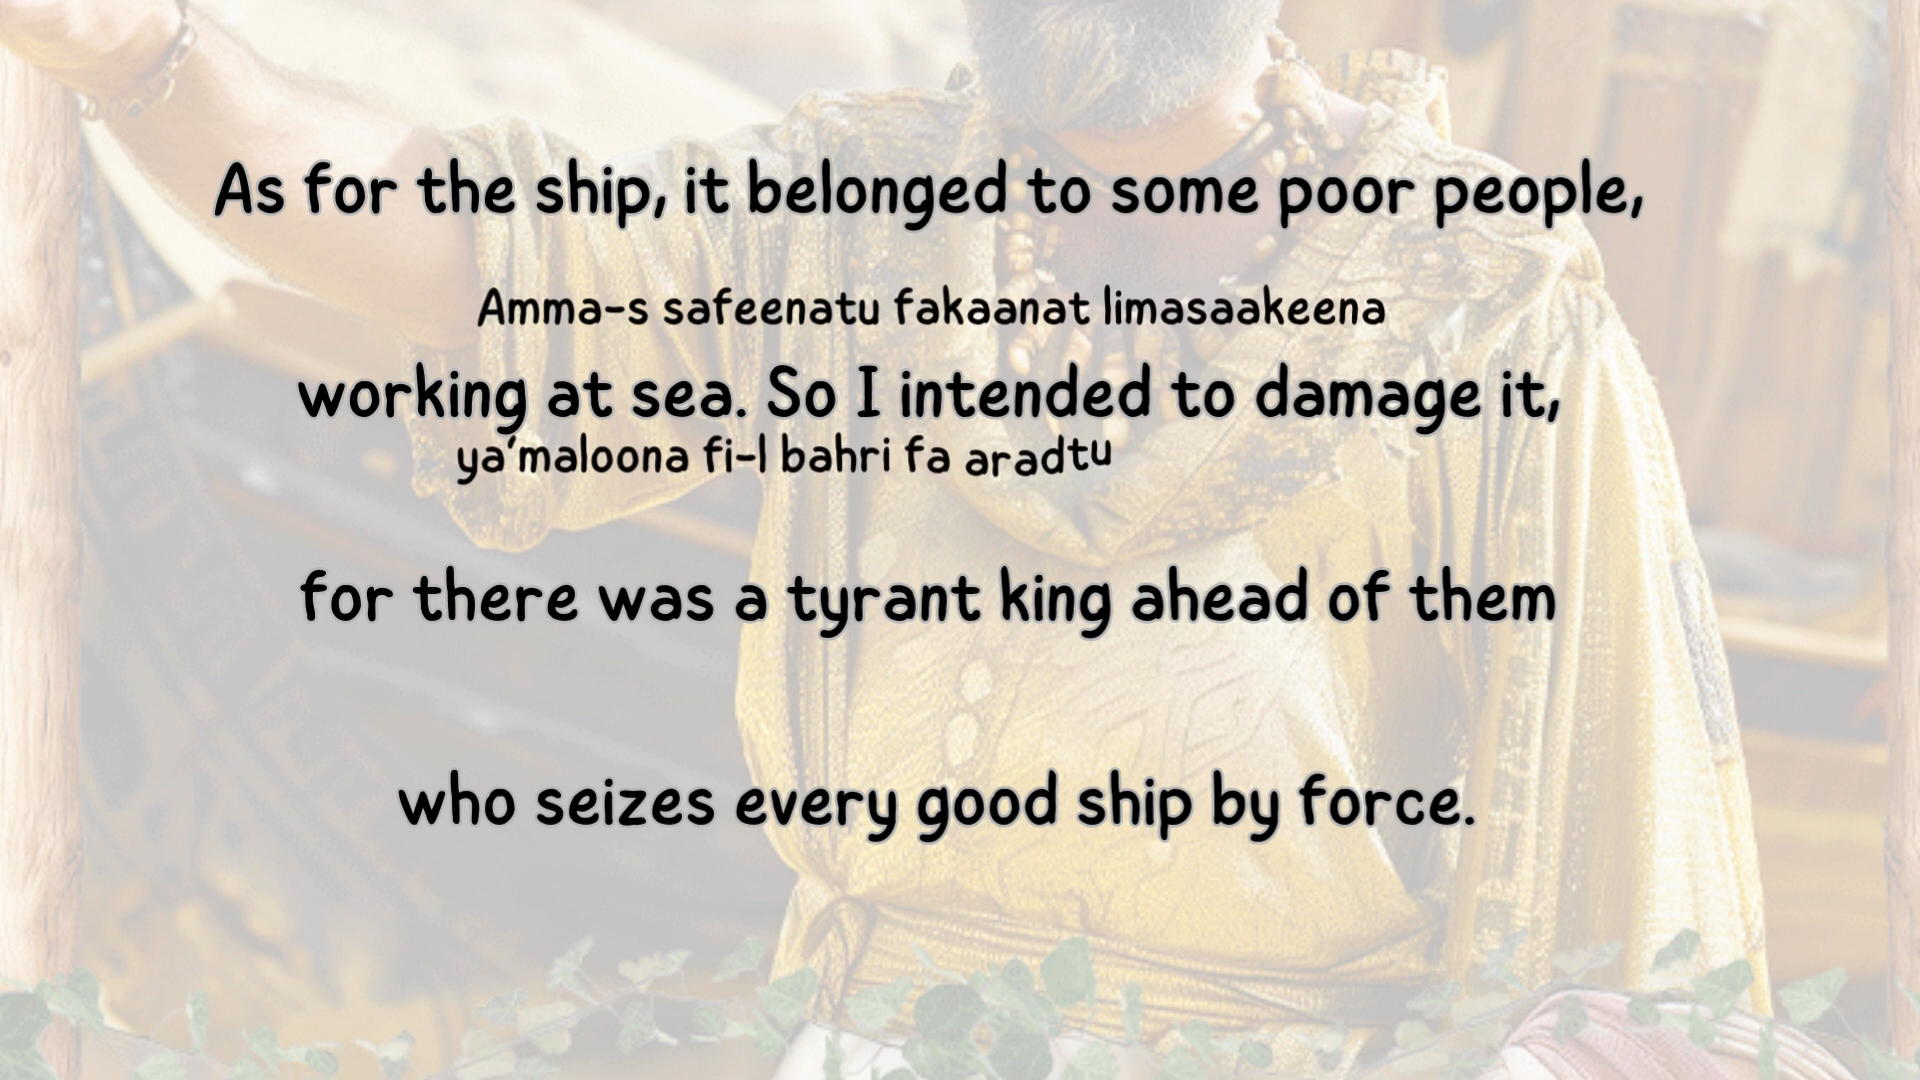 As for the ship, it belonged to some poor people,
Amma-s safeenatu fakaanat limasaakeena
working at sea. So I intended to damage it,
ya‘maloona fi-l bahri fa aradtu
for there was a tyrant king ahead of them
who seizes every good ship by force.